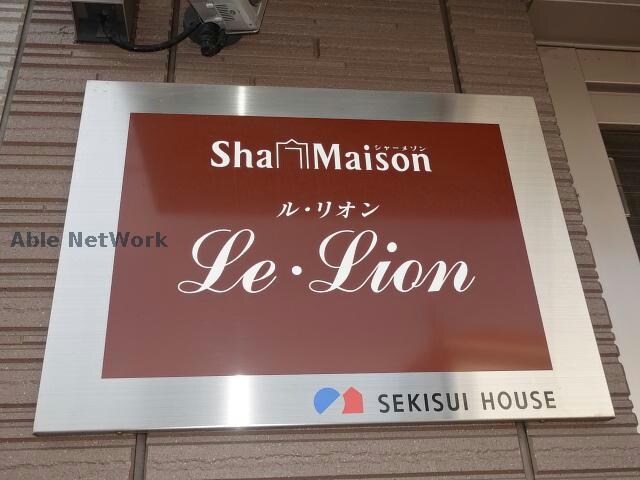 Sha Maison
シャーメゾン
ル・リオン
Le・Lion
Able NetWork
SEKISUI HOUSE